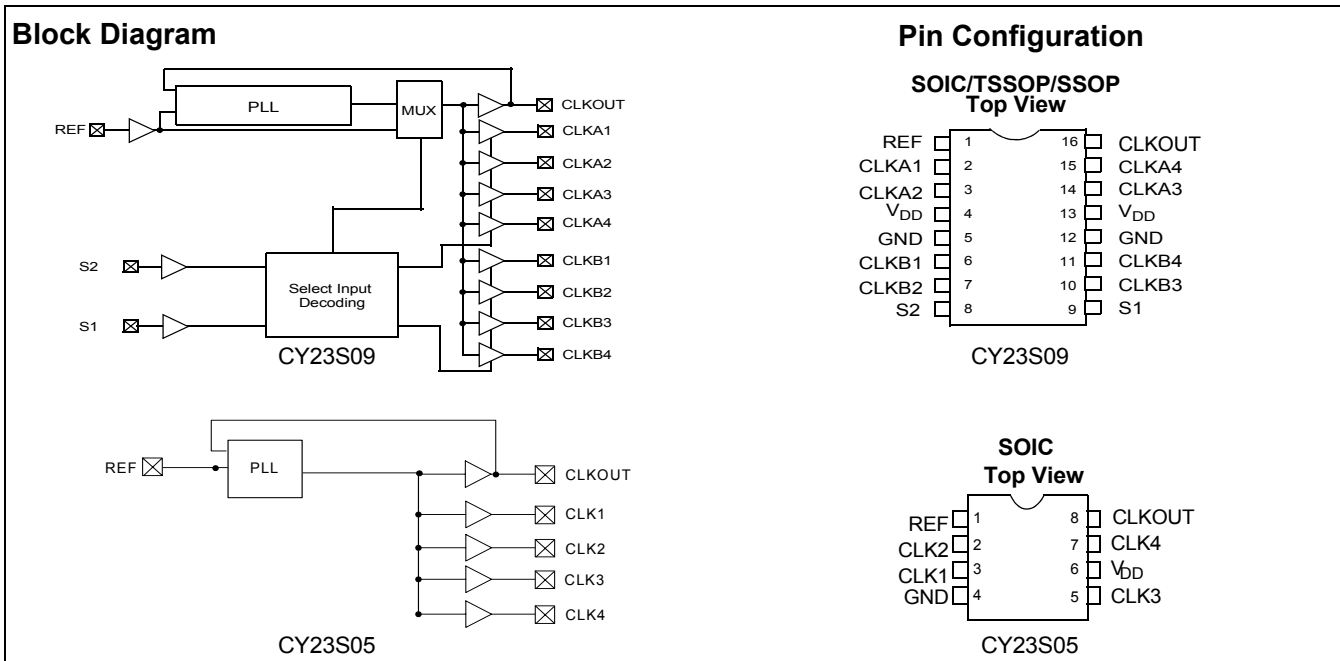 Block Diagram
PLL
MUX
REF
CLKOUT
CLKA1
CLKA2
CLKA3
CLKA4
S2
S1
Select Input
Decoding
CLKB1
CLKB2
CLKB3
CLKB4
CY23S09
REF
PLL
CLKOUT
CLK1
CLK2
CLK3
CLK4
CY23S05
Pin Configuration
SOIC/TSSOP/SSOP
Top View
REF 1 16 CLKOUT
CLKA1 2 15 CLKA4
CLKA2 3 14 CLKA3
VDD 4 13 VDD
GND 5 12 GND
CLKB1 6 11 CLKB4
CLKB2 7 10 CLKB3
S2 8 9 S1
CY23S09
SOIC
Top View
REF 1 8 CLKOUT
CLK2 2 7 CLK4
CLK1 3 6 VDD
GND 4 5 CLK3
CY23S05